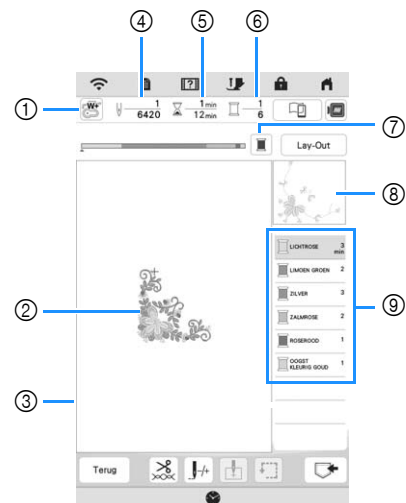 ④ ⑤ ⑥
①
W+
1 1 min 1
6420 12 min 6
⑦
Lay-Out
⑧
LICHTROSE 3 min
LIMOEN GROEN 2
ZILVER 3
ZALMROSE 2
ROSEROOD 1
OOGST
KLEURIG GOUD 1
⑨
②
③
Terug